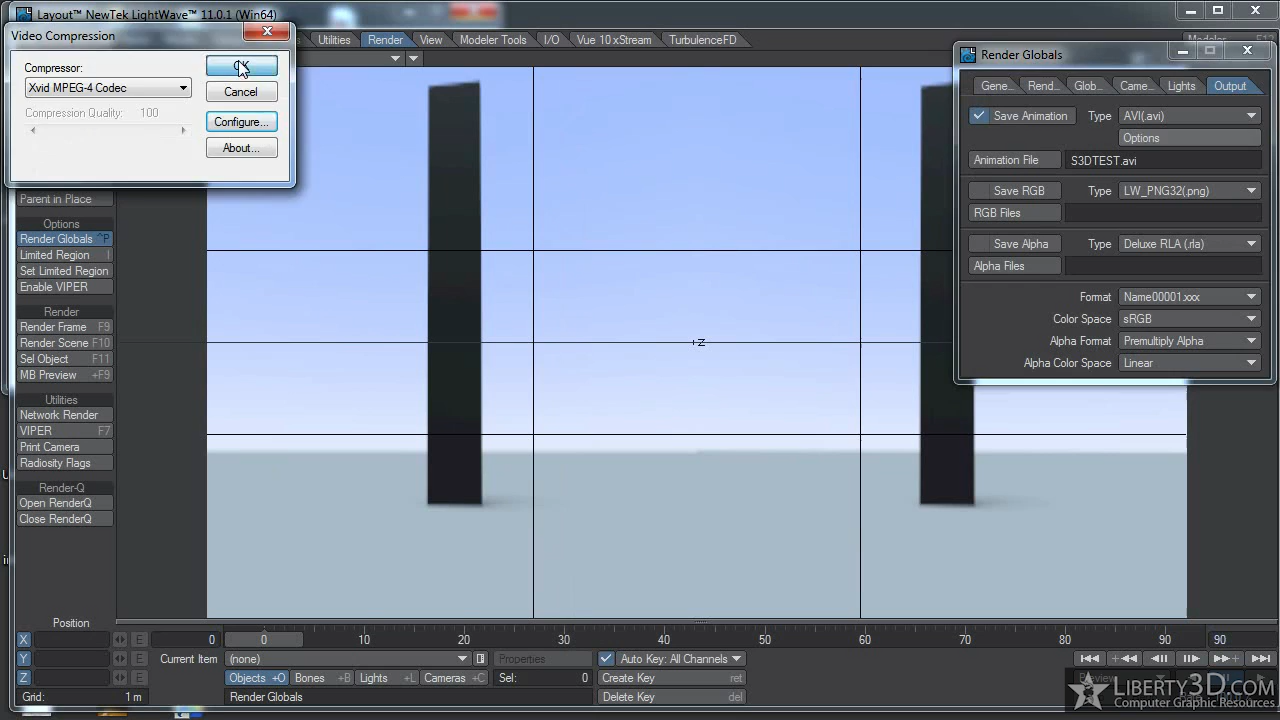 Layout™ NewTek LightWave™ 11.0.1 (Win64)
Video Compression
Compressor:
Xvid MPEG-4 Codec
Compression Quality: 100
OK
Cancel
Configure...
About...
Utilities Render View Modeler Tools I/O Vue 10 xStream TurbulenceFD
Modeler F12
Parent in Place
Options
Render Globals ^P
Limited Region l
Set Limited Region
Enable VIPER
Render
Render Frame F9
Render Scene F10
Sel Object F11
MB Preview +F9
Utilities
Network Render
VIPER F7
Print Camera
Radiosity Flags
Render-Q
Open RenderQ
Close RenderQ
+Z
Render Globals
Gene... Rend... Glob... Came... Lights Output
Save Animation Type AVI(.avi)
Options
Animation File S3DTEST.avi
Save RGB Type LW_PNG32(.png)
RGB Files
Save Alpha Type Deluxe RLA (.rla)
Alpha Files
Format Name00001.xxx
Color Space sRGB
Alpha Format Premultiply Alpha
Alpha Color Space Linear
Position
X E 0 0 10 20 30 40 50 60 70 80 90 90
Y E Current Item (none) Properties Auto Key: All Channels
Z E Objects +O Bones +B Lights +L Cameras +C Sel: 0 Create Key ret
Preview
Grid: 1 m Render Globals Delete Key del
LIBERTY3D.COM
Computer Graphic Resources